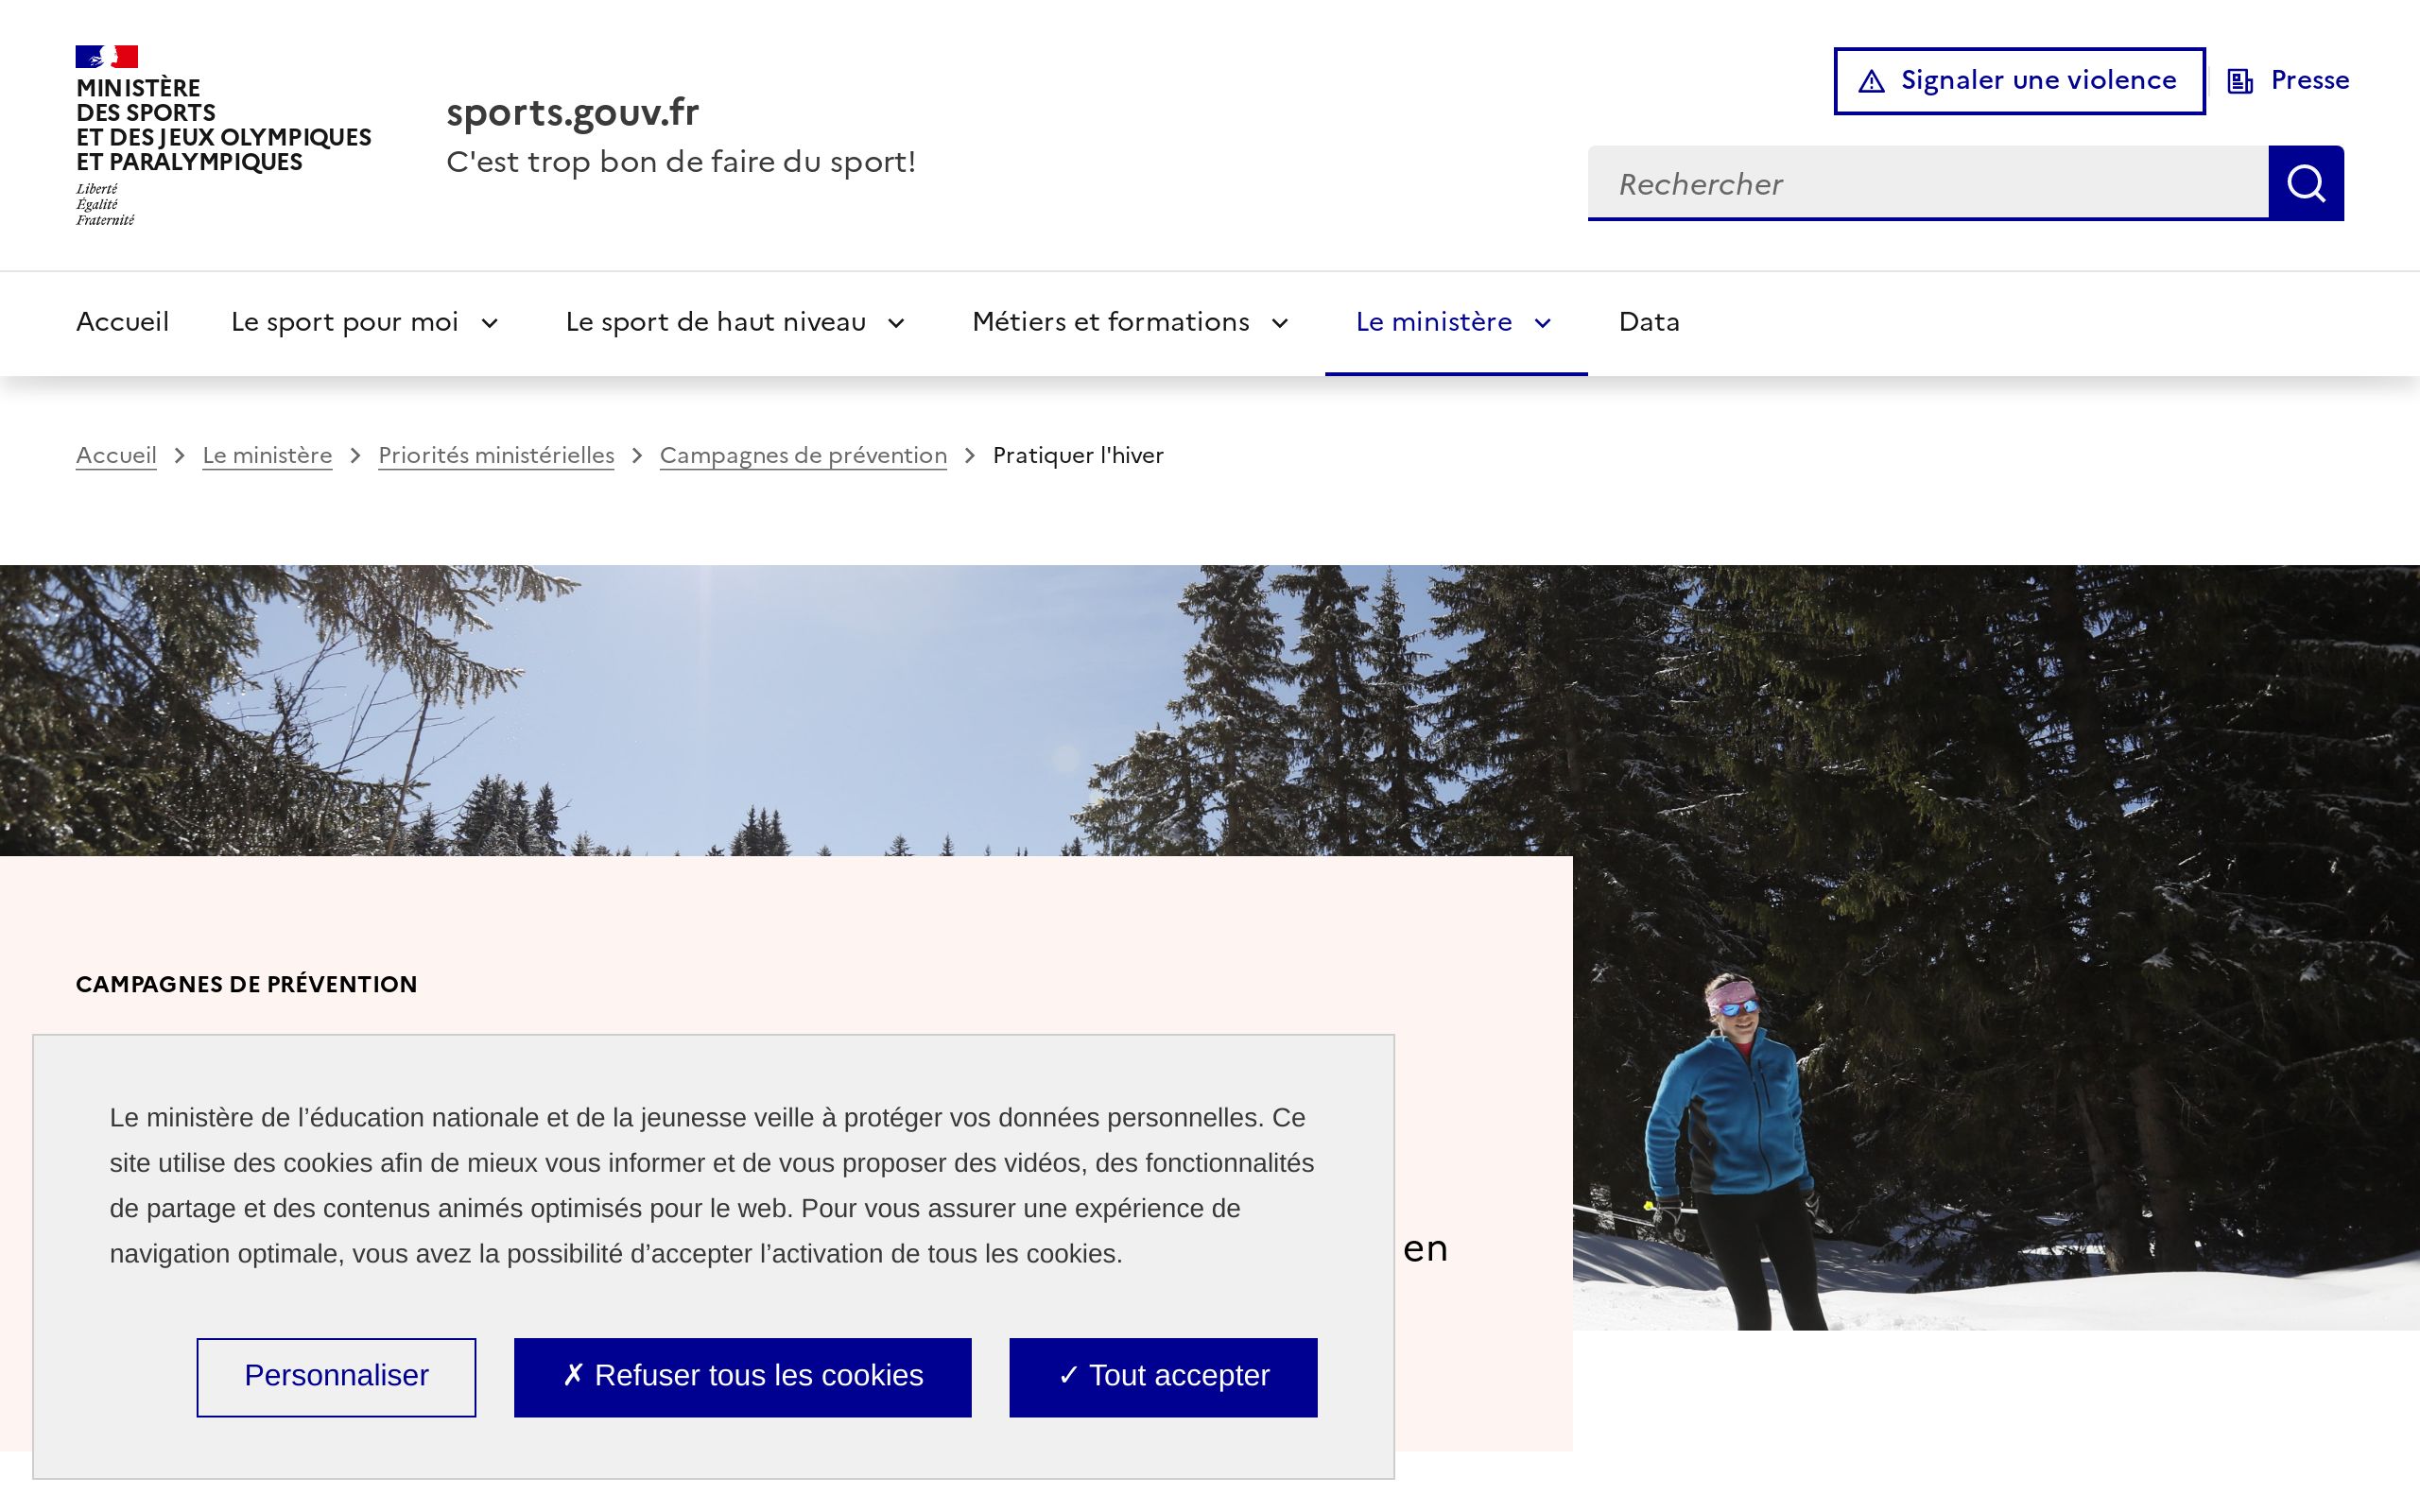 MINISTÈRE
DES SPORTS
ET DES JEUX OLYMPIQUES
ET PARALYMPIQUES
Liberté
Égalité
Fraternité
sports.gouv.fr
C'est trop bon de faire du sport!
Signaler une violence
Presse
Rechercher
Accueil
Le sport pour moi
Le sport de haut niveau
Métiers et formations
Le ministère
Data
Accueil > Le ministère > Priorités ministérielles > Campagnes de prévention > Pratiquer l'hiver
CAMPAGNES DE PRÉVENTION
en
Le ministère de l’éducation nationale et de la jeunesse veille à protéger vos données personnelles. Ce
site utilise des cookies afin de mieux vous informer et de vous proposer des vidéos, des fonctionnalités
de partage et des contenus animés optimisés pour le web. Pour vous assurer une expérience de
navigation optimale, vous avez la possibilité d’accepter l’activation de tous les cookies.
Personnaliser
✗ Refuser tous les cookies
✓ Tout accepter